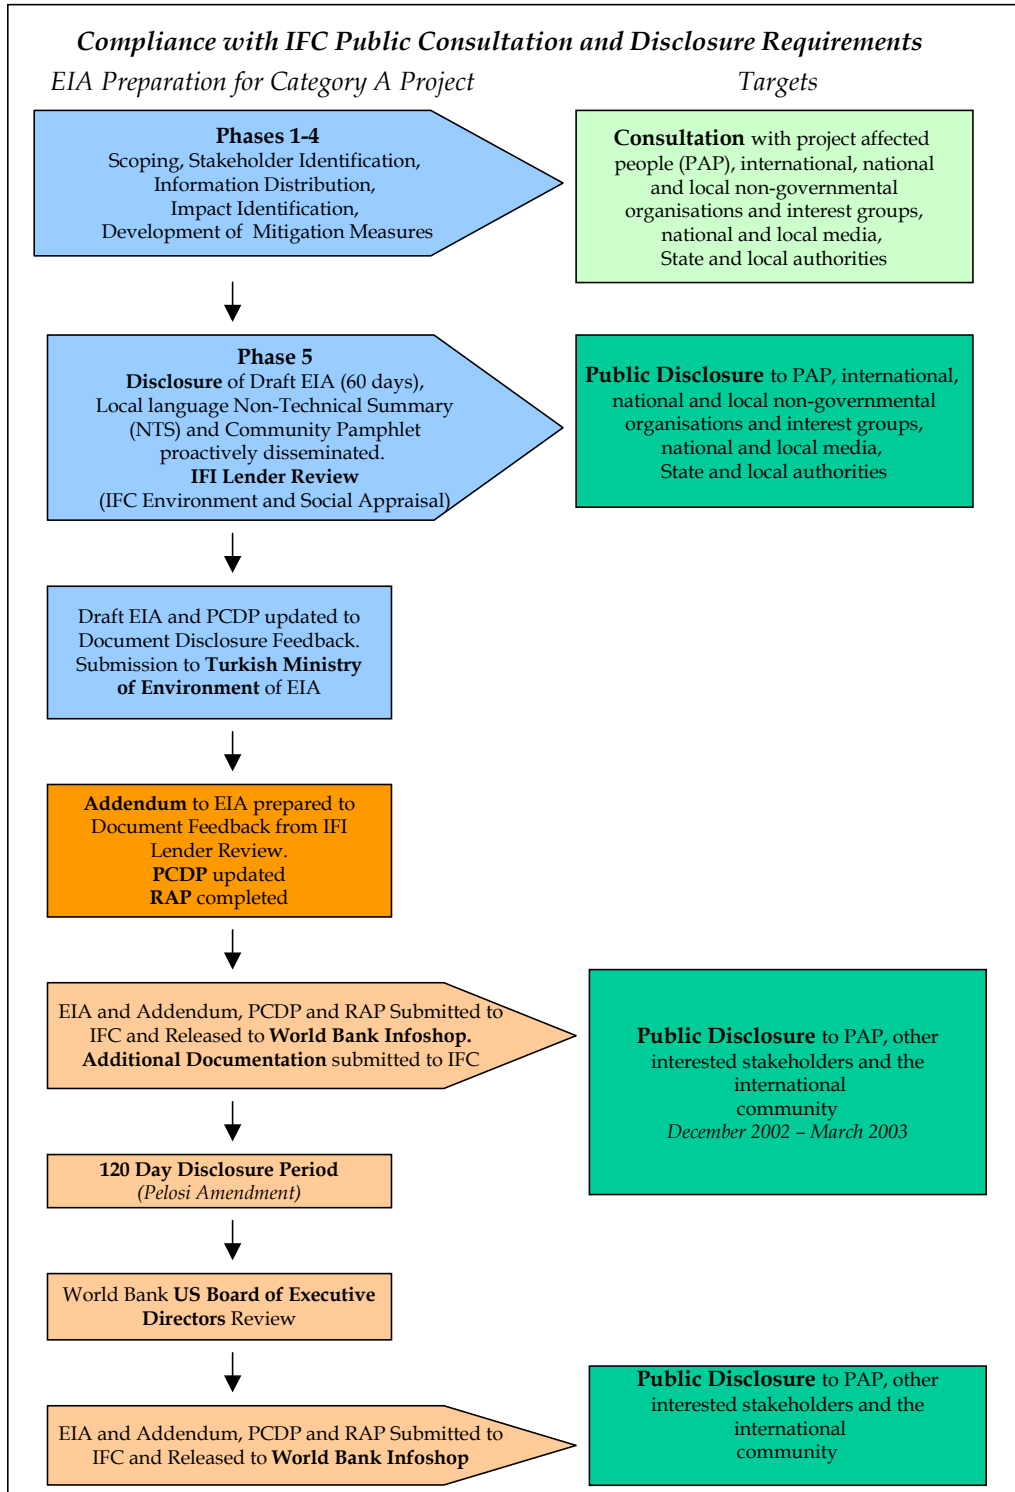 Compliance with IFC Public Consultation and Disclosure Requirements
EIA Preparation for Category A Project
Targets
Phases 1-4
Scoping, Stakeholder Identification,
Information Distribution,
Impact Identification,
Development of Mitigation Measures
Consultation with project affected
people (PAP), international, national
and local non-governmental
organisations and interest groups,
national and local media,
State and local authorities
Phase 5
Disclosure of Draft EIA (60 days),
Local language Non-Technical Summary
(NTS) and Community Pamphlet
proactively disseminated.
IFI Lender Review
(IFC Environment and Social Appraisal)
Public Disclosure to PAP, international,
national and local non-governmental
organisations and interest groups,
national and local media,
State and local authorities
Draft EIA and PCDP updated to
Document Disclosure Feedback.
Submission to Turkish Ministry
of Environment of EIA
Addendum to EIA prepared to
Document Feedback from IFI
Lender Review.
PCDP updated
RAP completed
EIA and Addendum, PCDP and RAP Submitted to
IFC and Released to World Bank Infoshop.
Additional Documentation submitted to IFC
Public Disclosure to PAP, other
interested stakeholders and the
international
community
December 2002 – March 2003
120 Day Disclosure Period
(Pelosi Amendment)
World Bank US Board of Executive
Directors Review
EIA and Addendum, PCDP and RAP Submitted to
IFC and Released to World Bank Infoshop
Public Disclosure to PAP, other
interested stakeholders and the
international
community